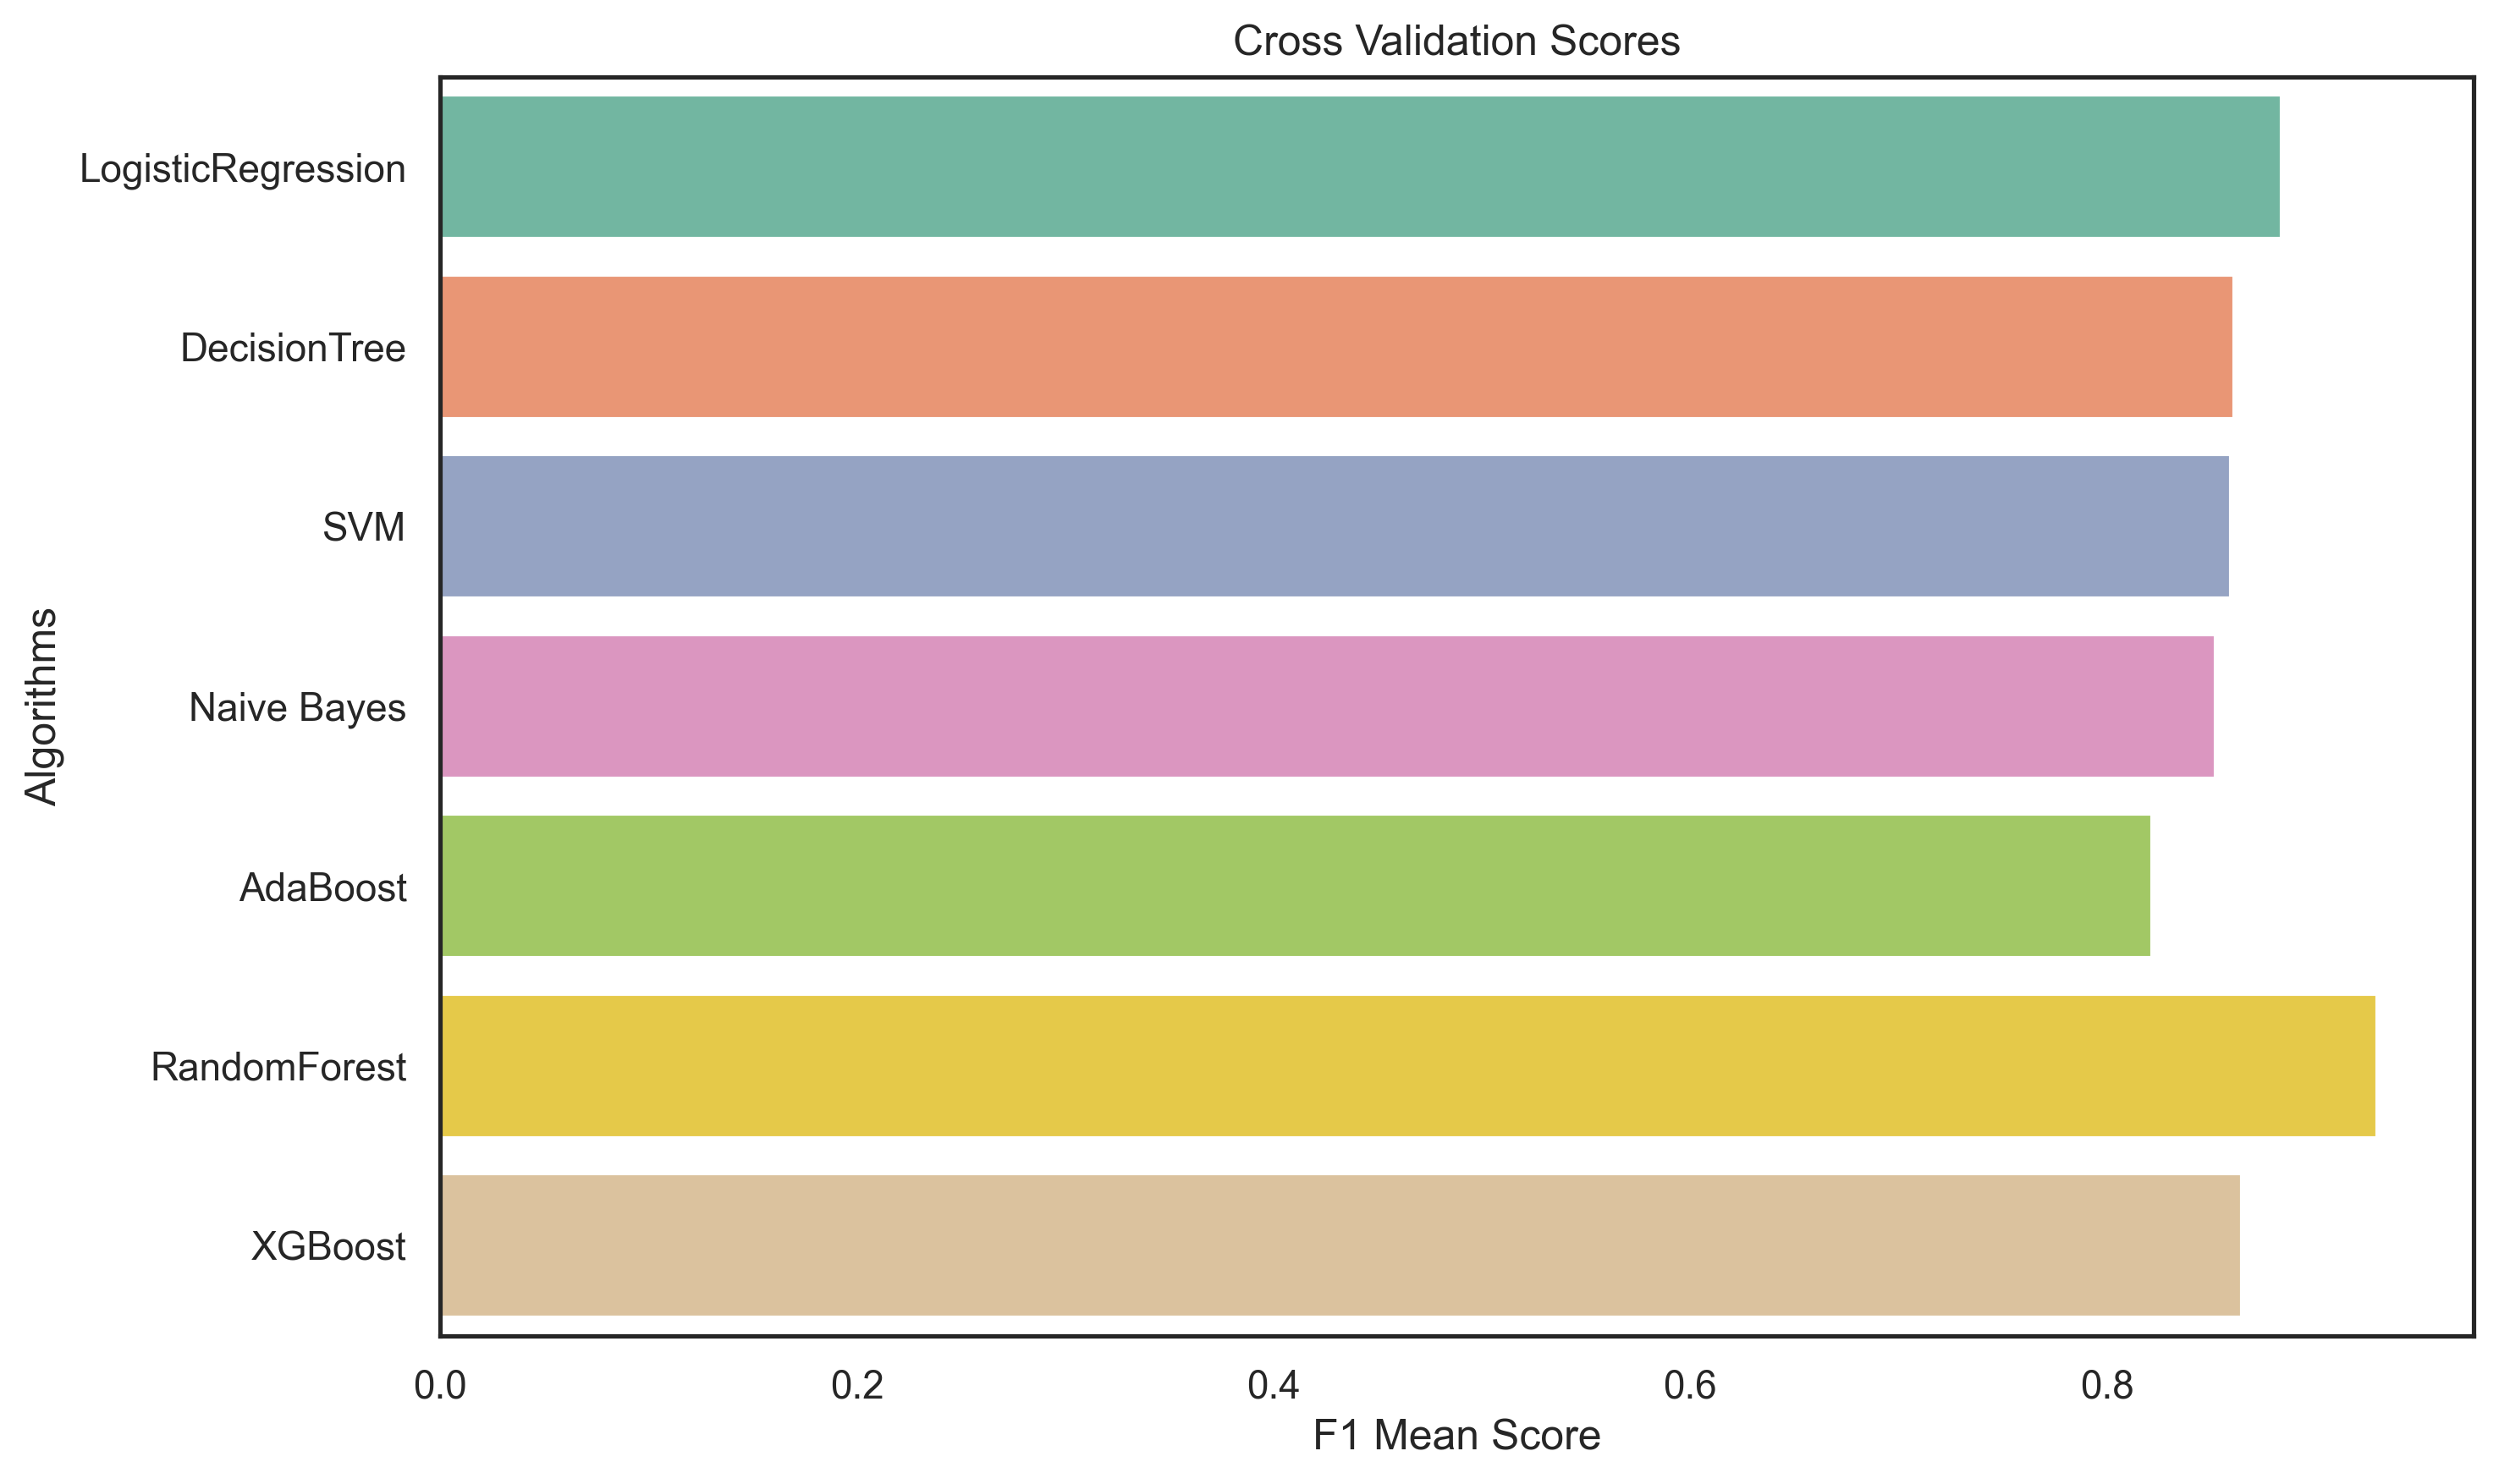 Cross Validation Scores
LogisticRegression
DecisionTree
SVM
Naive Bayes
AdaBoost
RandomForest
XGBoost
Algorithms
0.0 0.2 0.4 0.6 0.8
F1 Mean Score